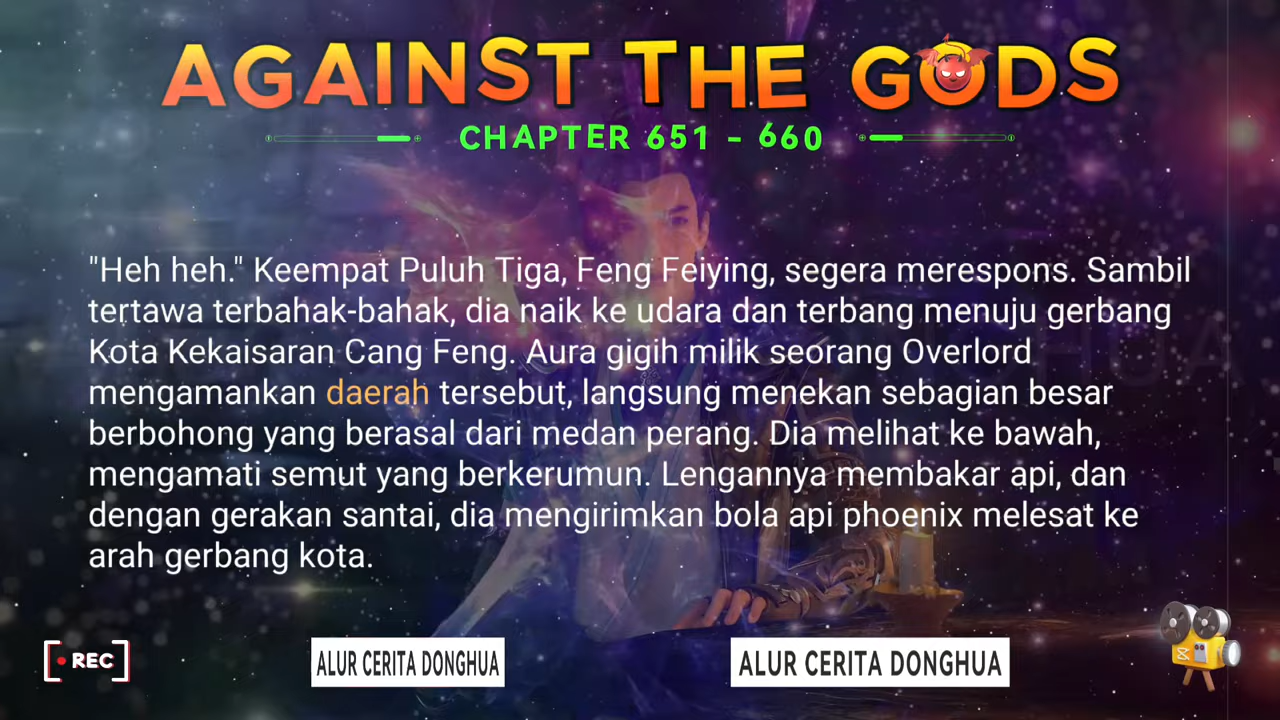 AGAINST THE GODS
CHAPTER 651 - 660
"Heh heh." Keempat Puluh Tiga, Feng Feiying, segera merespons. Sambil
tertawa terbahak-bahak, dia naik ke udara dan terbang menuju gerbang
Kota Kekaisaran Cang Feng. Aura gigih milik seorang Overlord
mengamankan daerah tersebut, langsung menekan sebagian besar
berbohong yang berasal dari medan perang. Dia melihat ke bawah,
mengamati semut yang berkerumun. Lengannya membakar api, dan
dengan gerakan santai, dia mengirimkan bola api phoenix melesat ke
arah gerbang kota.
REC
ALUR CERITA DONGHUA
ALUR CERITA DONGHUA